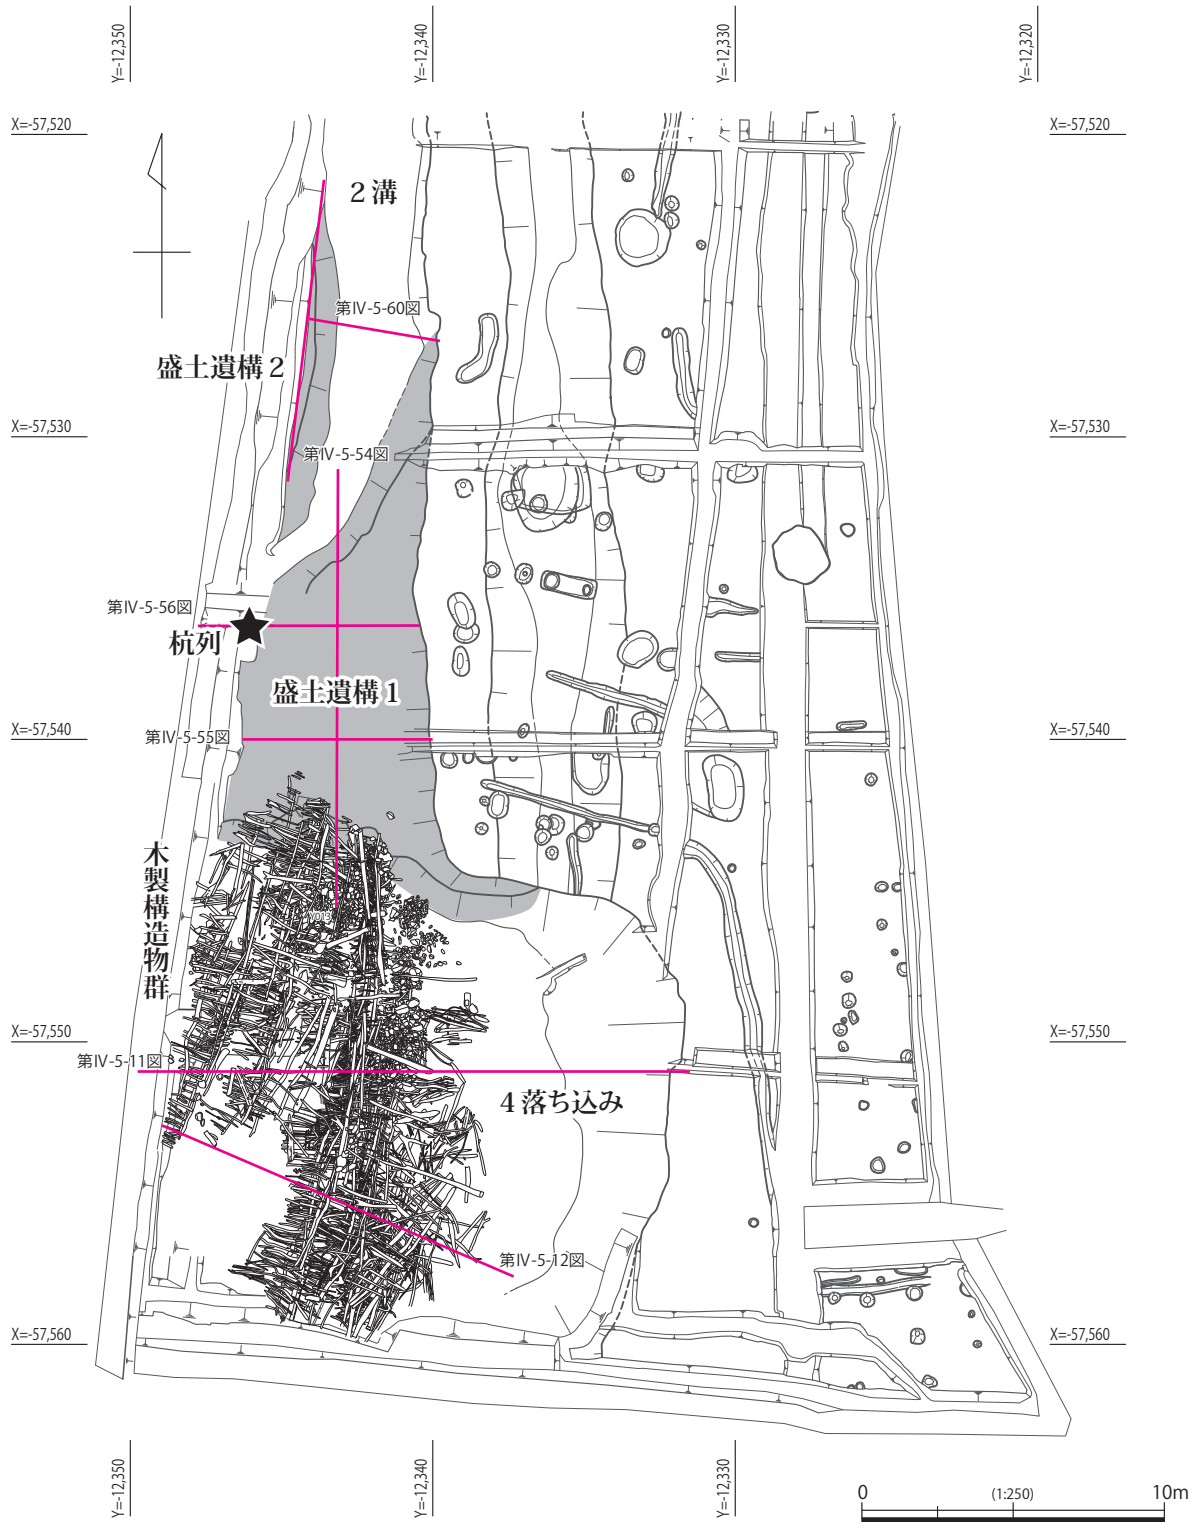 Y=-12,350
Y=-12,340
Y=-12,330
Y=-12,320
X=-57,520
X=-57,520
2溝
第Ⅳ-5-60図
盛土遺構2
X=-57,530
X=-57,530
第Ⅳ-5-54図
第Ⅳ-5-56図
杭列
盛土遺構1
X=-57,540
第Ⅳ-5-55図
X=-57,540
木製構造物群
X=-57,550
X=-57,550
第Ⅳ-5-11図
4落ち込み
第Ⅳ-5-12図
X=-57,560
X=-57,560
Y=-12,350
Y=-12,340
Y=-12,330
0 (1:250) 10m